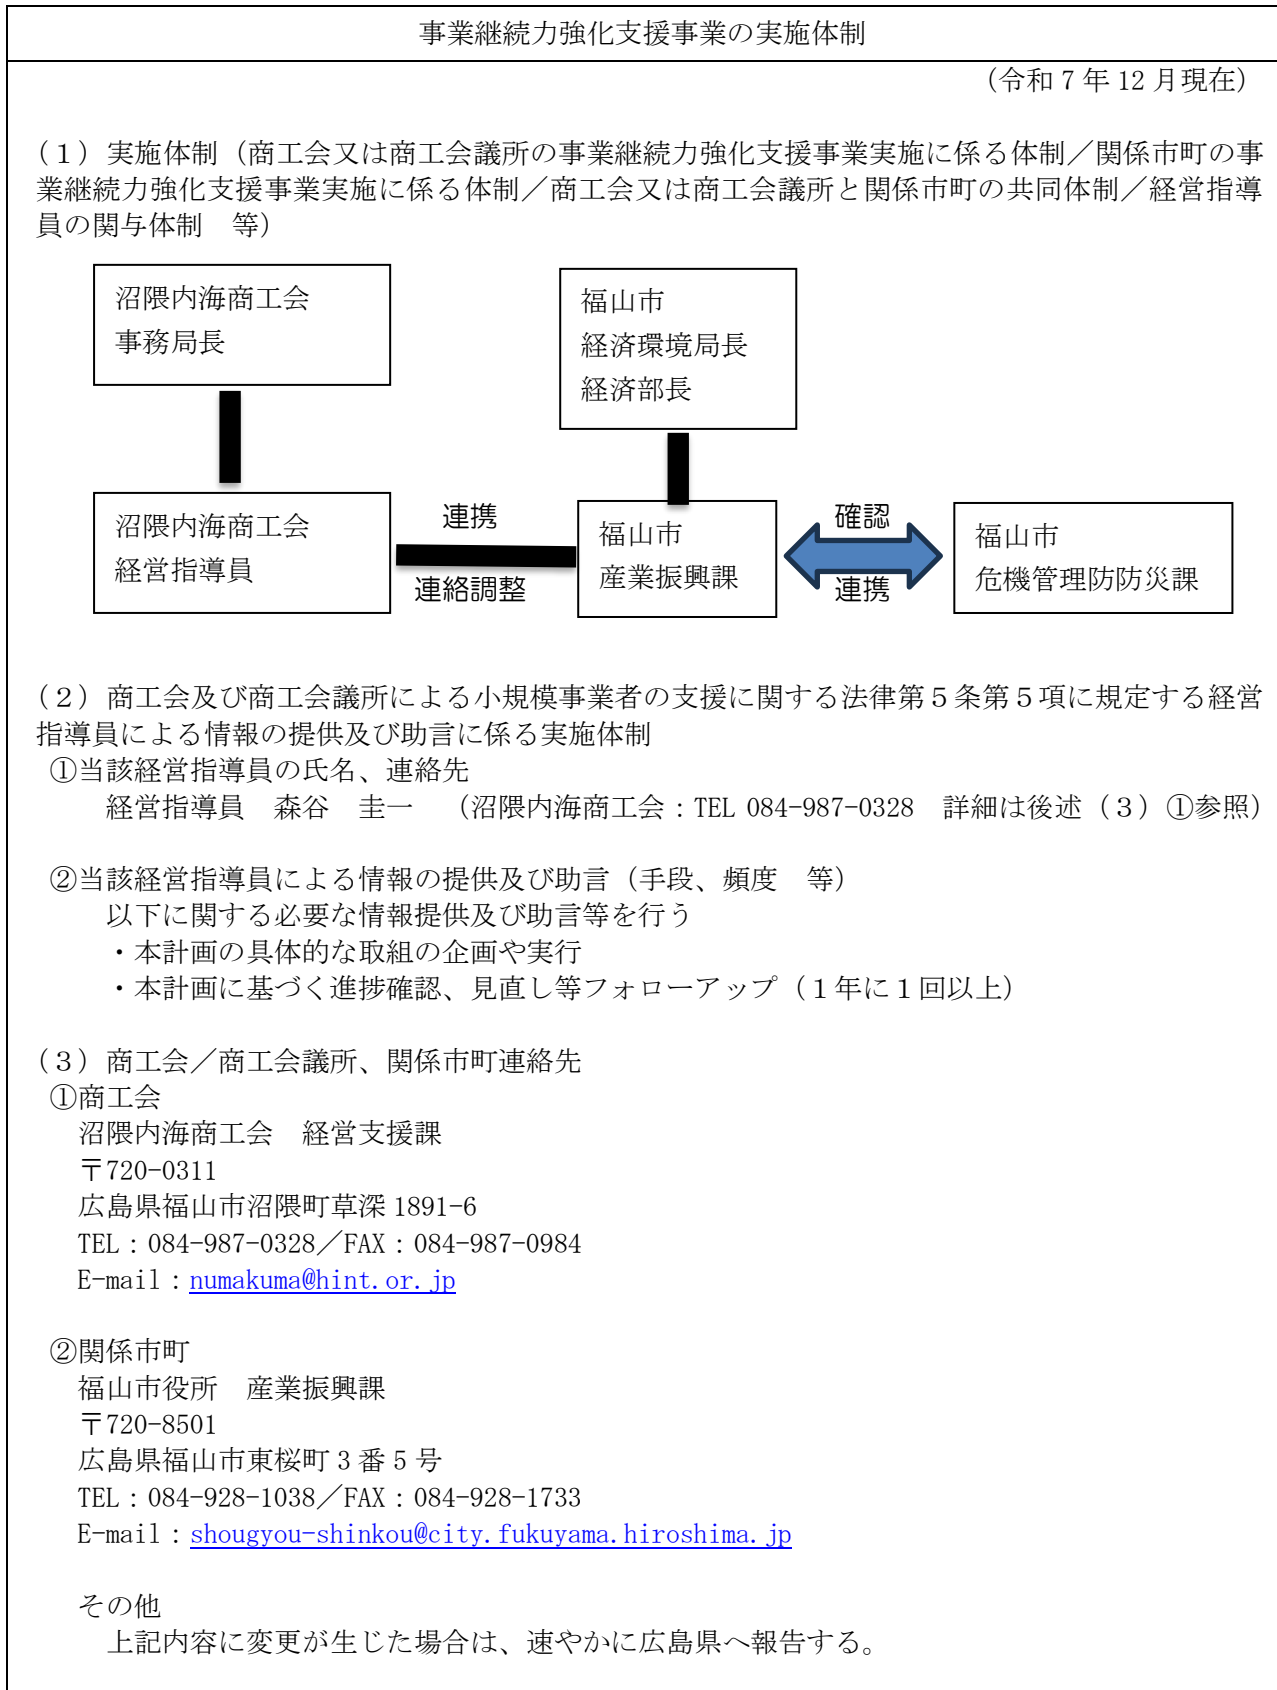 事業継続力強化支援事業の実施体制
（令和７年 12 月現在）
（１）実施体制（商工会又は商工会議所の事業継続力強化支援事業実施に係る体制／関係市町の事
業継続力強化支援事業実施に係る体制／商工会又は商工会議所と関係市町の共同体制／経営指導
員の関与体制　等）
沼隈内海商工会
事務局長
福山市
経済環境局長
経済部長
沼隈内海商工会
経営指導員
連携
連絡調整
福山市
産業振興課
確認
連携
福山市
危機管理防防災課
（２）商工会及び商工会議所による小規模事業者の支援に関する法律第５条第５項に規定する経営
指導員による情報の提供及び助言に係る実施体制
①当該経営指導員の氏名、連絡先
経営指導員　森谷　圭一　（沼隈内海商工会：TEL 084-987-0328　詳細は後述（３）①参照）
②当該経営指導員による情報の提供及び助言（手段、頻度　等）
以下に関する必要な情報提供及び助言等を行う
・本計画の具体的な取組の企画や実行
・本計画に基づく進捗確認、見直し等フォローアップ（１年に１回以上）
（３）商工会／商工会議所、関係市町連絡先
①商工会
沼隈内海商工会　経営支援課
〒720-0311
広島県福山市沼隈町草深 1891-6
TEL：084-987-0328／FAX：084-987-0984
E-mail：numakuma@hint.or.jp
②関係市町
福山市役所　産業振興課
〒720-8501
広島県福山市東桜町３番５号
TEL：084-928-1038／FAX：084-928-1733
E-mail：shougyou-shinkou@city.fukuyama.hiroshima.jp
その他
上記内容に変更が生じた場合は、速やかに広島県へ報告する。